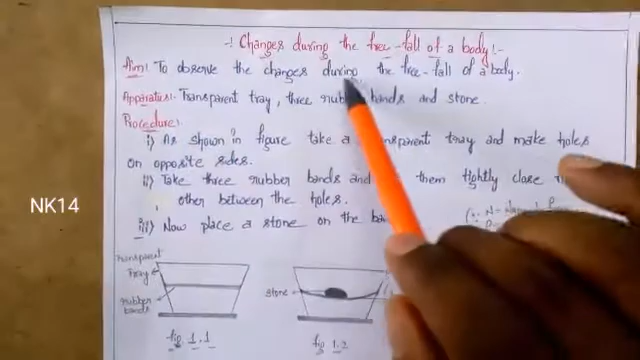 -: Changes during the free-fall of a body:-
Aim: To observe the changes during the free-fall of a body.
Apparatus:- Transparent tray, three rubber bands and stone.
Procedure:
i) As shown in figure take a transparent tray and make holes
on opposite sides.
ii) Take three rubber bands and them tightly close
other between the holes.
iii) Now place a stone on the
NK14
Transparent
Tray
rubber
bands
stone
fig 1.1
fig 1.2